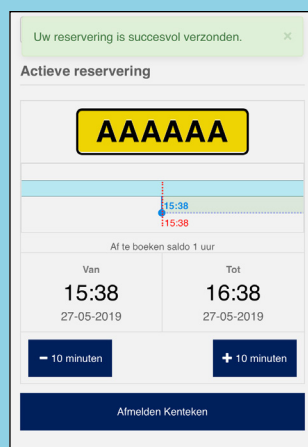 Uw reservering is succesvol verzonden. ×
Actieve reservering
AAAAAA
15:38
15:38
Af te boeken saldo 1 uur
Van Tot
15:38 16:38
27-05-2019 27-05-2019
− 10 minuten + 10 minuten
Afmelden Kenteken